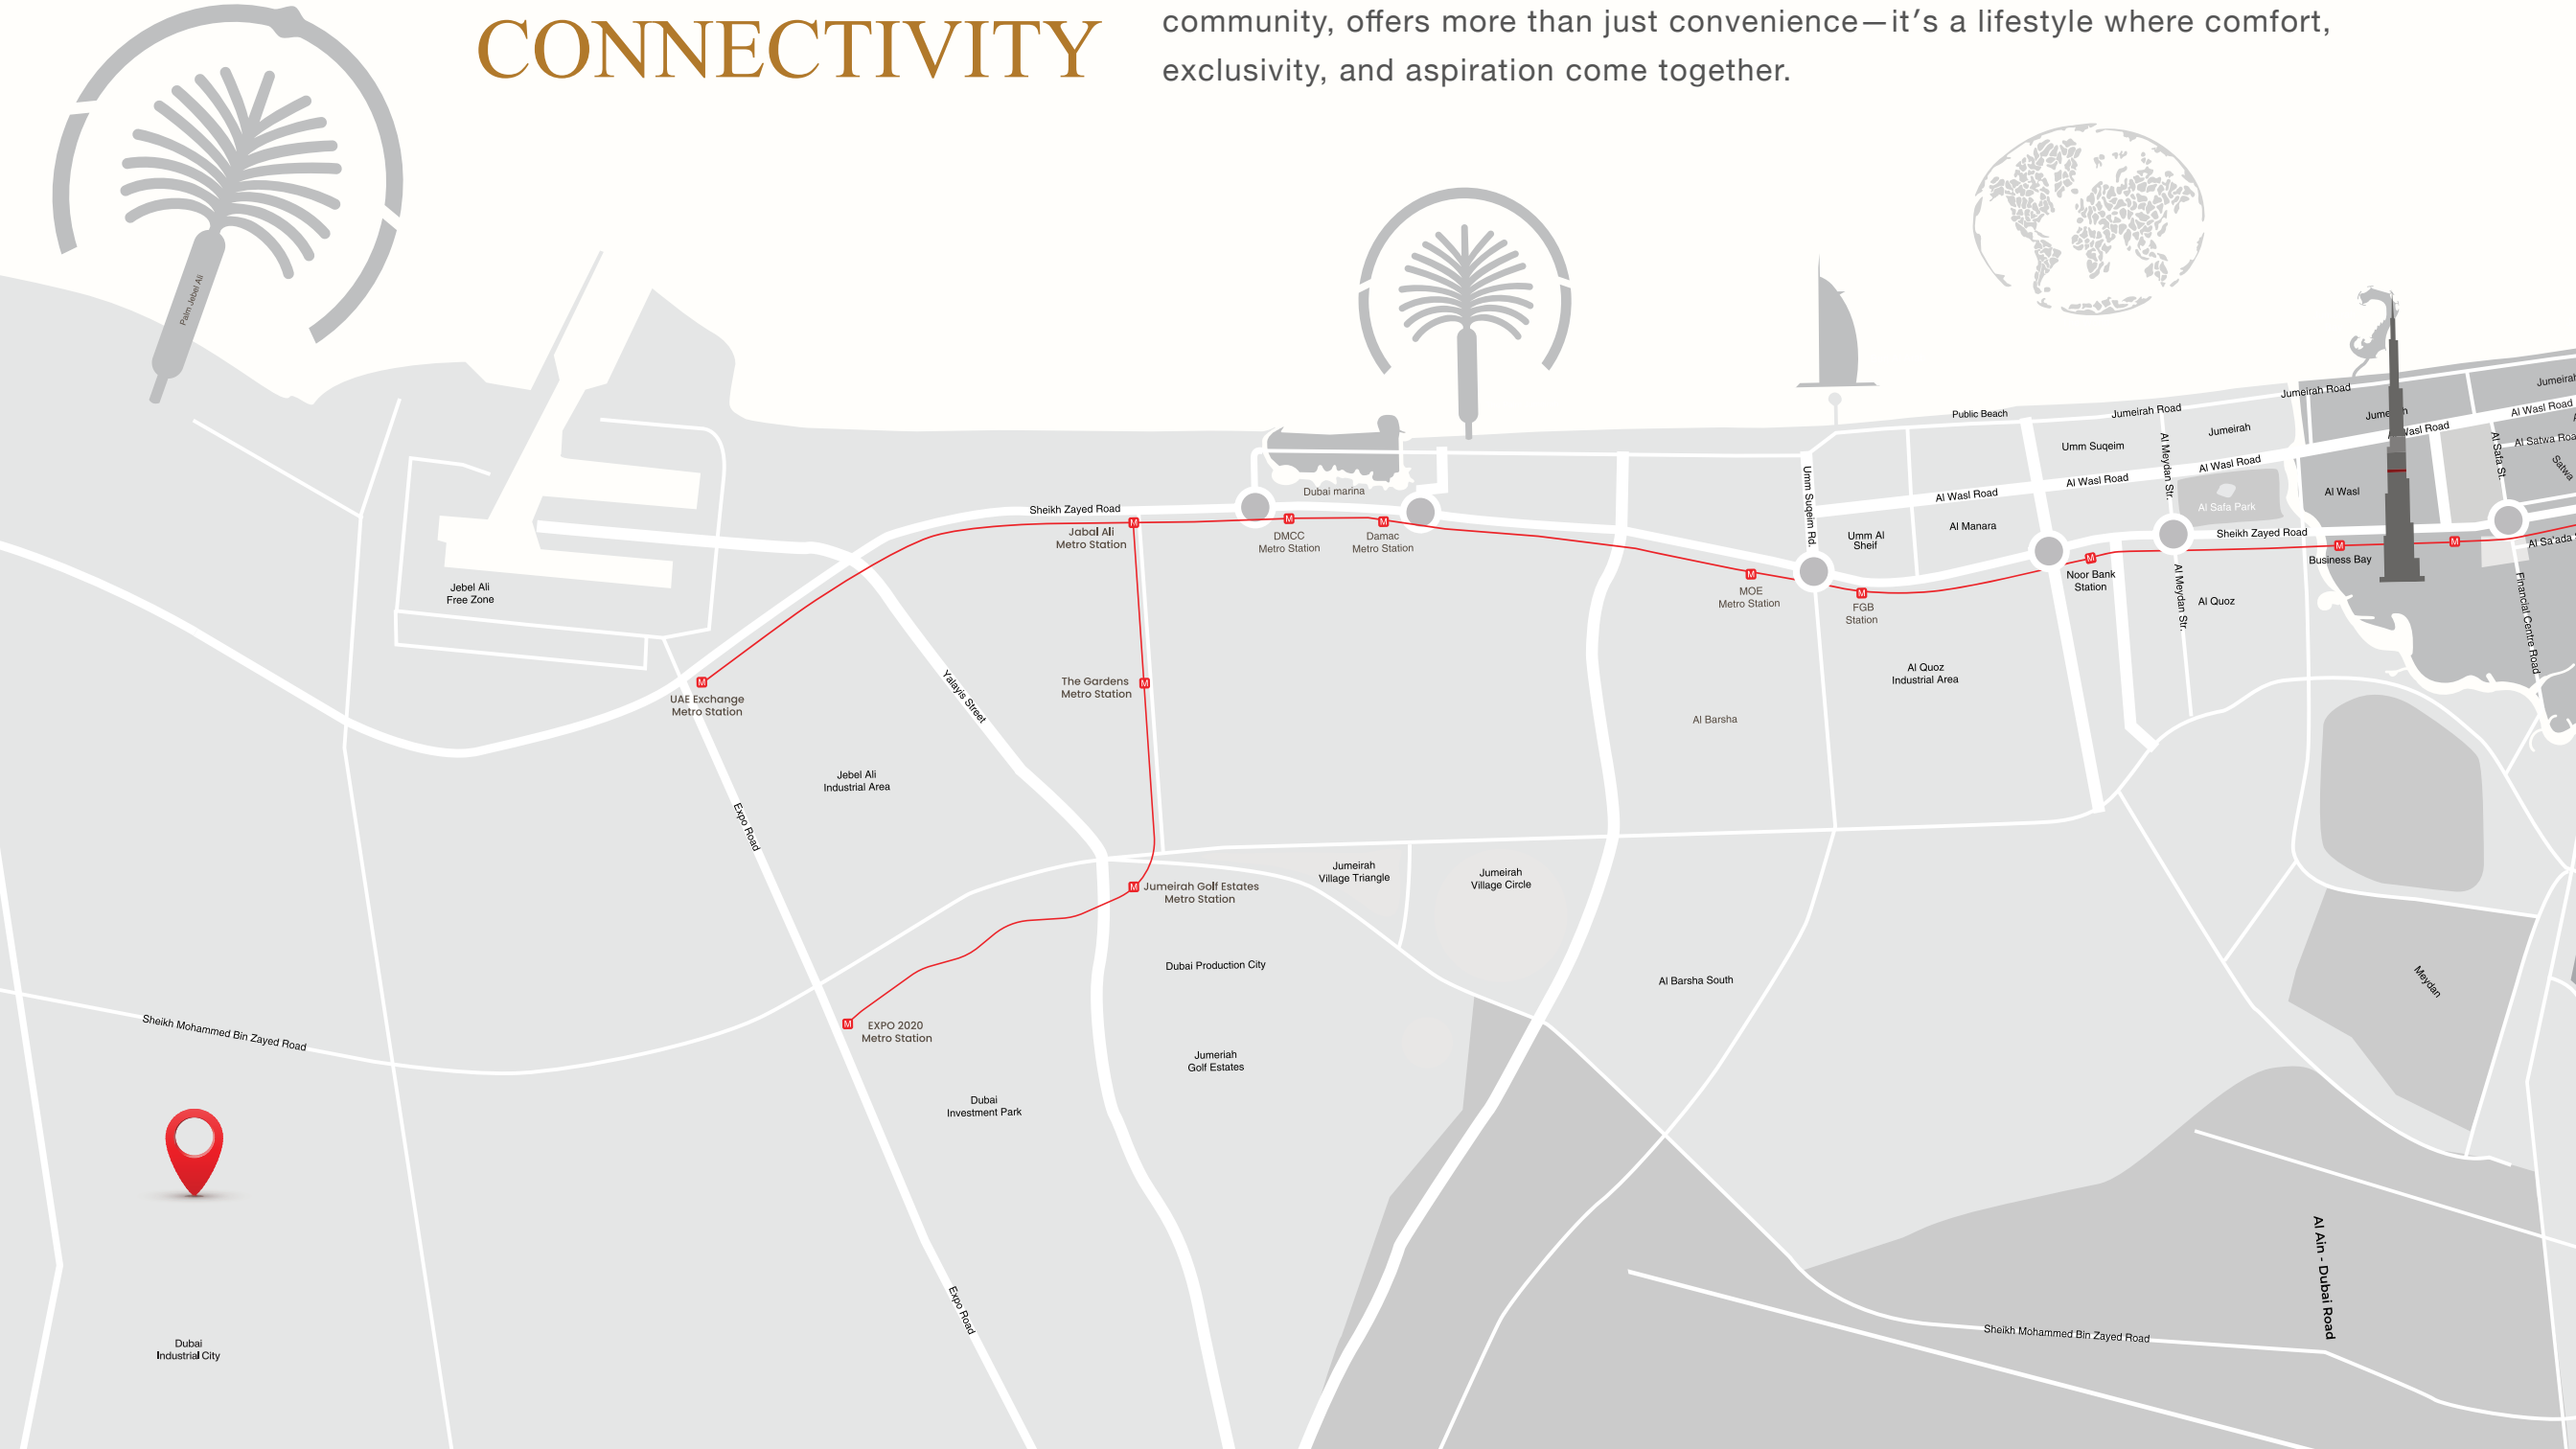 CONNECTIVITY
community, offers more than just convenience—it's a lifestyle where comfort,
exclusivity, and aspiration come together.
Palm Jebel Ali
Jumeirah Road
Jumeirah
Public Beach
Jumeirah Road
Al Wasl Road
Jumeirah
Wasl Road
Umm Suqeim
Al Meydan Str.
Al Wasl Road
Al Safa St.
Al Satwa
Satwa
Dubai marina
Umm Suqeim Rd.
Al Wasl Road
Al Wasl Road
Al Wasl
Al Safa Park
Sheikh Zayed Road
Jabal Ali
Metro Station
DMCC
Metro Station
Damac
Metro Station
Umm Al
Sheif
Al Manara
Sheikh Zayed Road
Al Sa'ada
Business Bay
Jebel Ali
Free Zone
MOE
Metro Station
FGB
Station
Noor Bank
Station
Al Meydan Str.
Al Quoz
Financial Centre Road
UAE Exchange
Metro Station
Yalayis Street
The Gardens
Metro Station
Al Quoz
Industrial Area
Al Barsha
Jebel Ali
Industrial Area
Expo Road
Jumeirah Golf Estates
Metro Station
Jumeirah
Village Triangle
Jumeirah
Village Circle
Dubai Production City
Al Barsha South
Meydan
Sheikh Mohammed Bin Zayed Road
EXPO 2020
Metro Station
Jumeriah
Golf Estates
Dubai
Investment Park
Expo Road
Al Ain - Dubai Road
Sheikh Mohammed Bin Zayed Road
Dubai
Industrial City